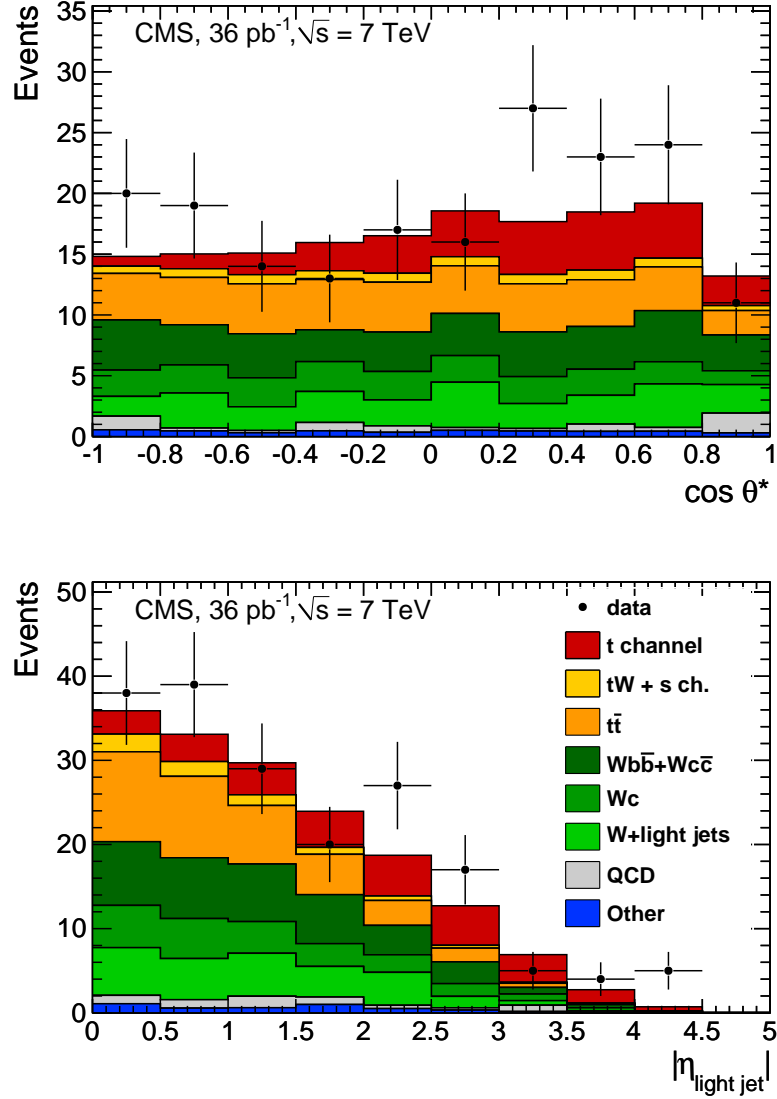 Events
CMS, 36 pb⁻¹,√s = 7 TeV
35
30
25
20
15
10
5
0
-1 -0.8 -0.6 -0.4 -0.2 0 0.2 0.4 0.6 0.8 1
cos θ*
Events
CMS, 36 pb⁻¹,√s = 7 TeV
50
40
30
20
10
0
data
t channel
tW + s ch.
tt̄
Wbb̄+Wcc̄
Wc
W+light jets
QCD
Other
0 0.5 1 1.5 2 2.5 3 3.5 4 4.5 5
|η light jet|